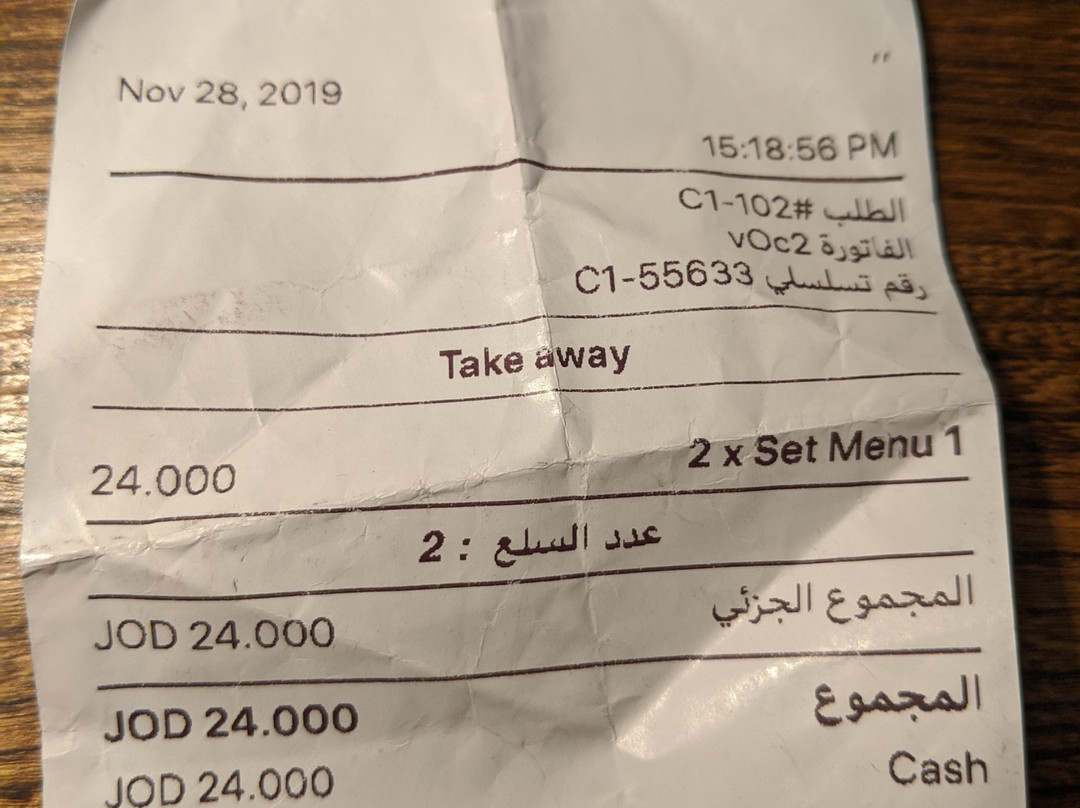 "
Nov 28, 2019
15:18:56 PM
الطلب #C1-102
الفاتورة vOc2
رقم تسلسلي C1-55633
Take away
2 x Set Menu 1 24.000
عدد السلع : 2
المجموع الجزئي JOD 24.000
المجموع JOD 24.000
Cash JOD 24.000